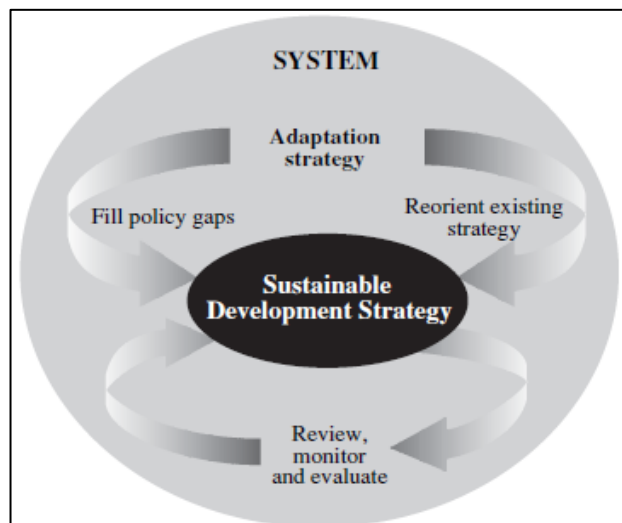 SYSTEM
Adaptation
strategy
Fill policy gaps
Reorient existing
strategy
Sustainable
Development Strategy
Review,
monitor
and evaluate